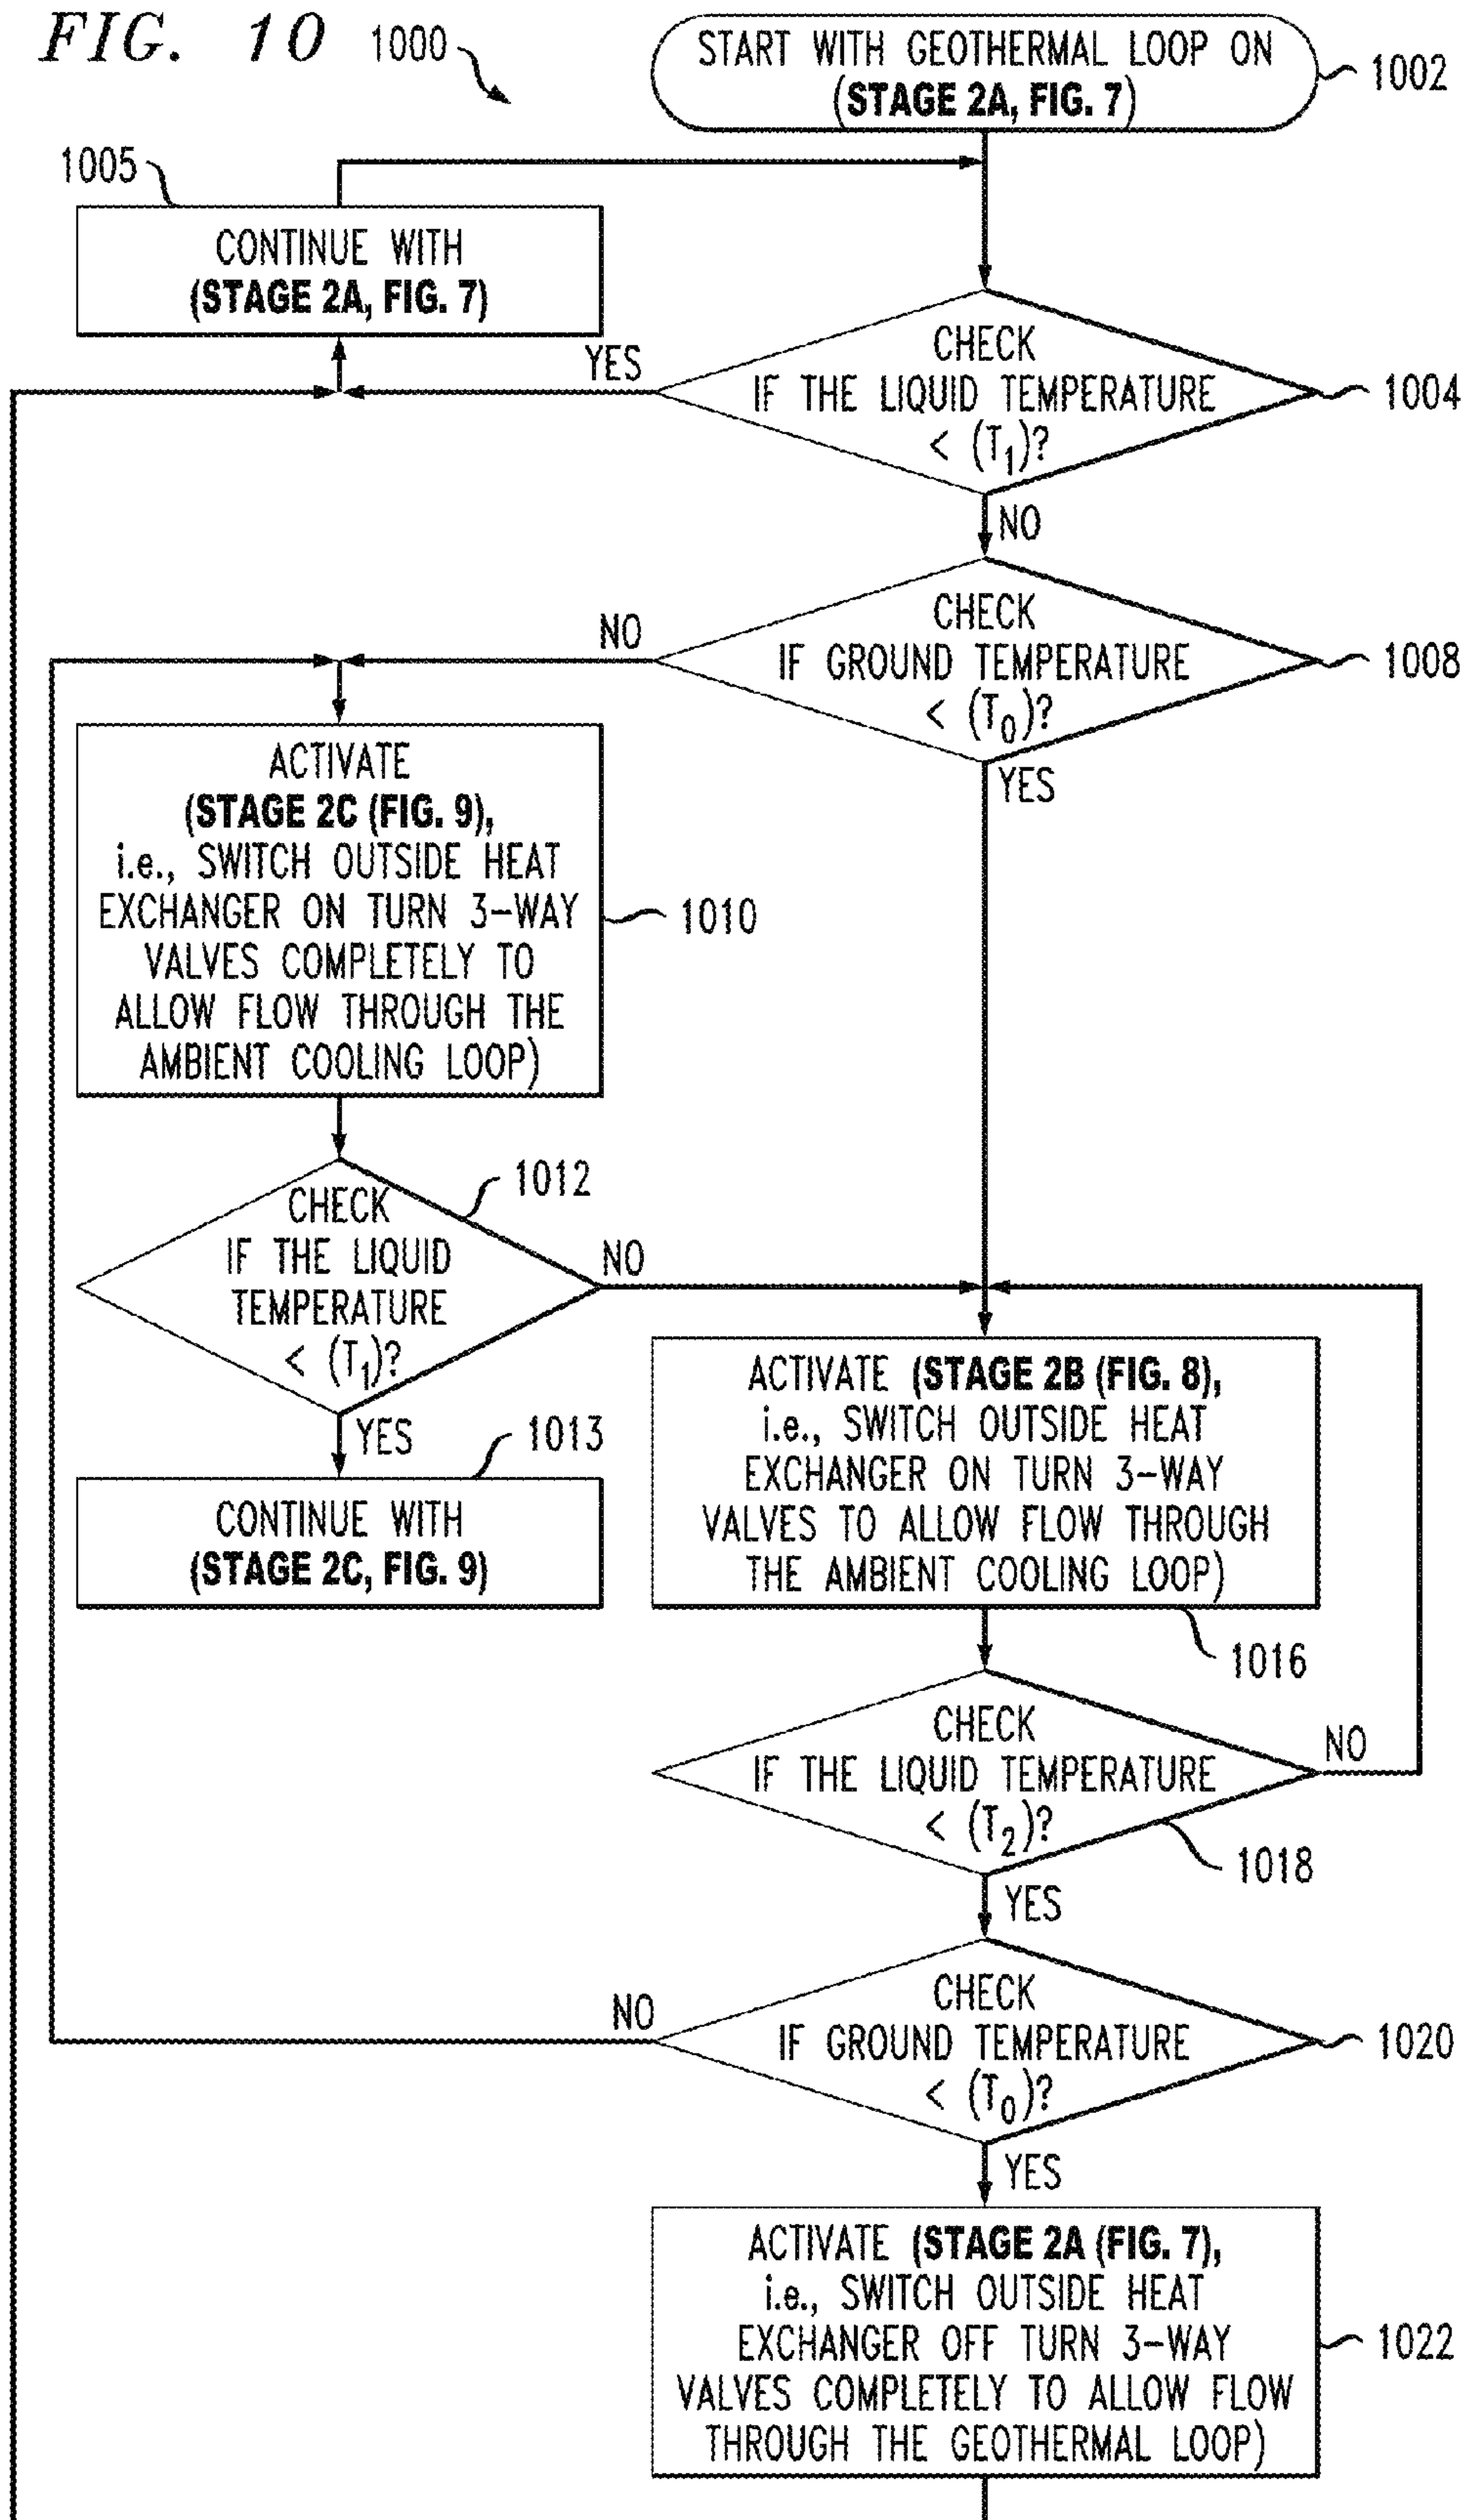 FIG. 10
1000
START WITH GEOTHERMAL LOOP ON
(STAGE 2A, FIG. 7)
1002
1005
CONTINUE WITH
(STAGE 2A, FIG. 7)
YES
CHECK
IF THE LIQUID TEMPERATURE
< (T1)?
1004
NO
NO
CHECK
IF GROUND TEMPERATURE
< (T0)?
1008
YES
ACTIVATE
(STAGE 2C (FIG. 9),
i.e., SWITCH OUTSIDE HEAT
EXCHANGER ON TURN 3-WAY
VALVES COMPLETELY TO
ALLOW FLOW THROUGH THE
AMBIENT COOLING LOOP)
1010
1012
CHECK
IF THE LIQUID
TEMPERATURE
< (T1)?
NO
YES
1013
CONTINUE WITH
(STAGE 2C, FIG. 9)
ACTIVATE (STAGE 2B (FIG. 8),
i.e., SWITCH OUTSIDE HEAT
EXCHANGER ON TURN 3-WAY
VALVES TO ALLOW FLOW THROUGH
THE AMBIENT COOLING LOOP)
1016
CHECK
IF THE LIQUID TEMPERATURE
< (T2)?
NO
1018
YES
NO
CHECK
IF GROUND TEMPERATURE
< (T0)?
1020
YES
ACTIVATE (STAGE 2A (FIG. 7),
i.e., SWITCH OUTSIDE HEAT
EXCHANGER OFF TURN 3-WAY
VALVES COMPLETELY TO ALLOW FLOW
THROUGH THE GEOTHERMAL LOOP)
1022